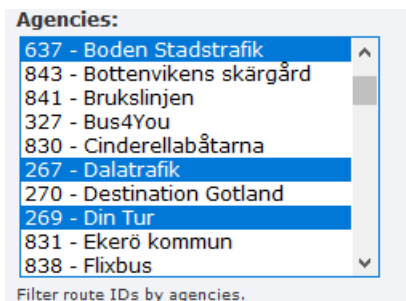 Agencies:
637 - Boden Stadstrafik
843 - Bottenvikens skärgård
841 - Brukslinjen
327 - Bus4You
830 - Cinderellabåtarna
267 - Dalatrafik
270 - Destination Gotland
269 - Din Tur
831 - Ekerö kommun
838 - Flixbus
Filter route IDs by agencies.